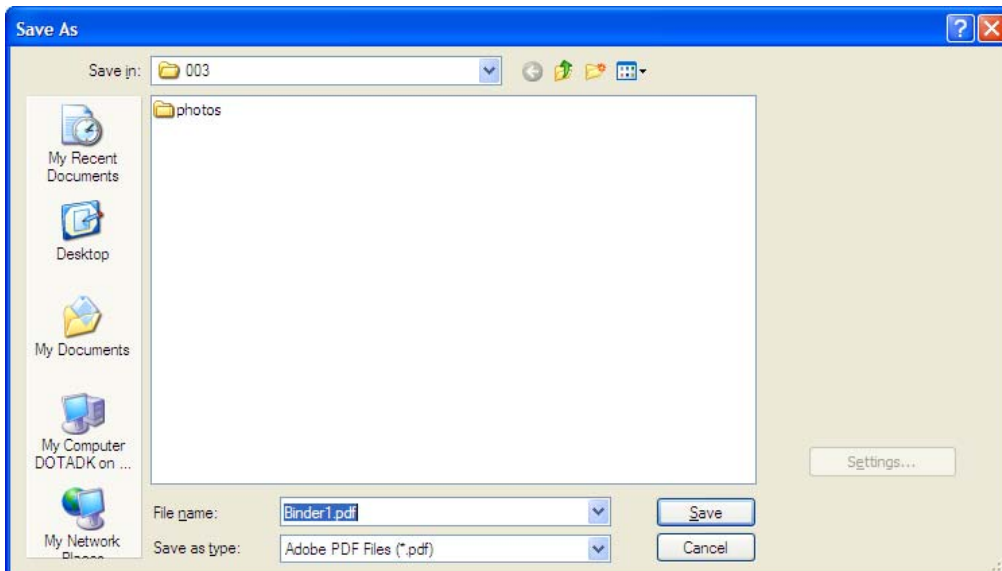 Save As
Save in:
003
photos
My Recent
Documents
Desktop
My Documents
My Computer
DOTADK on ...
My Network
Places
Settings...
File name:
Binder1.pdf
Save
Save as type:
Adobe PDF Files (*.pdf)
Cancel